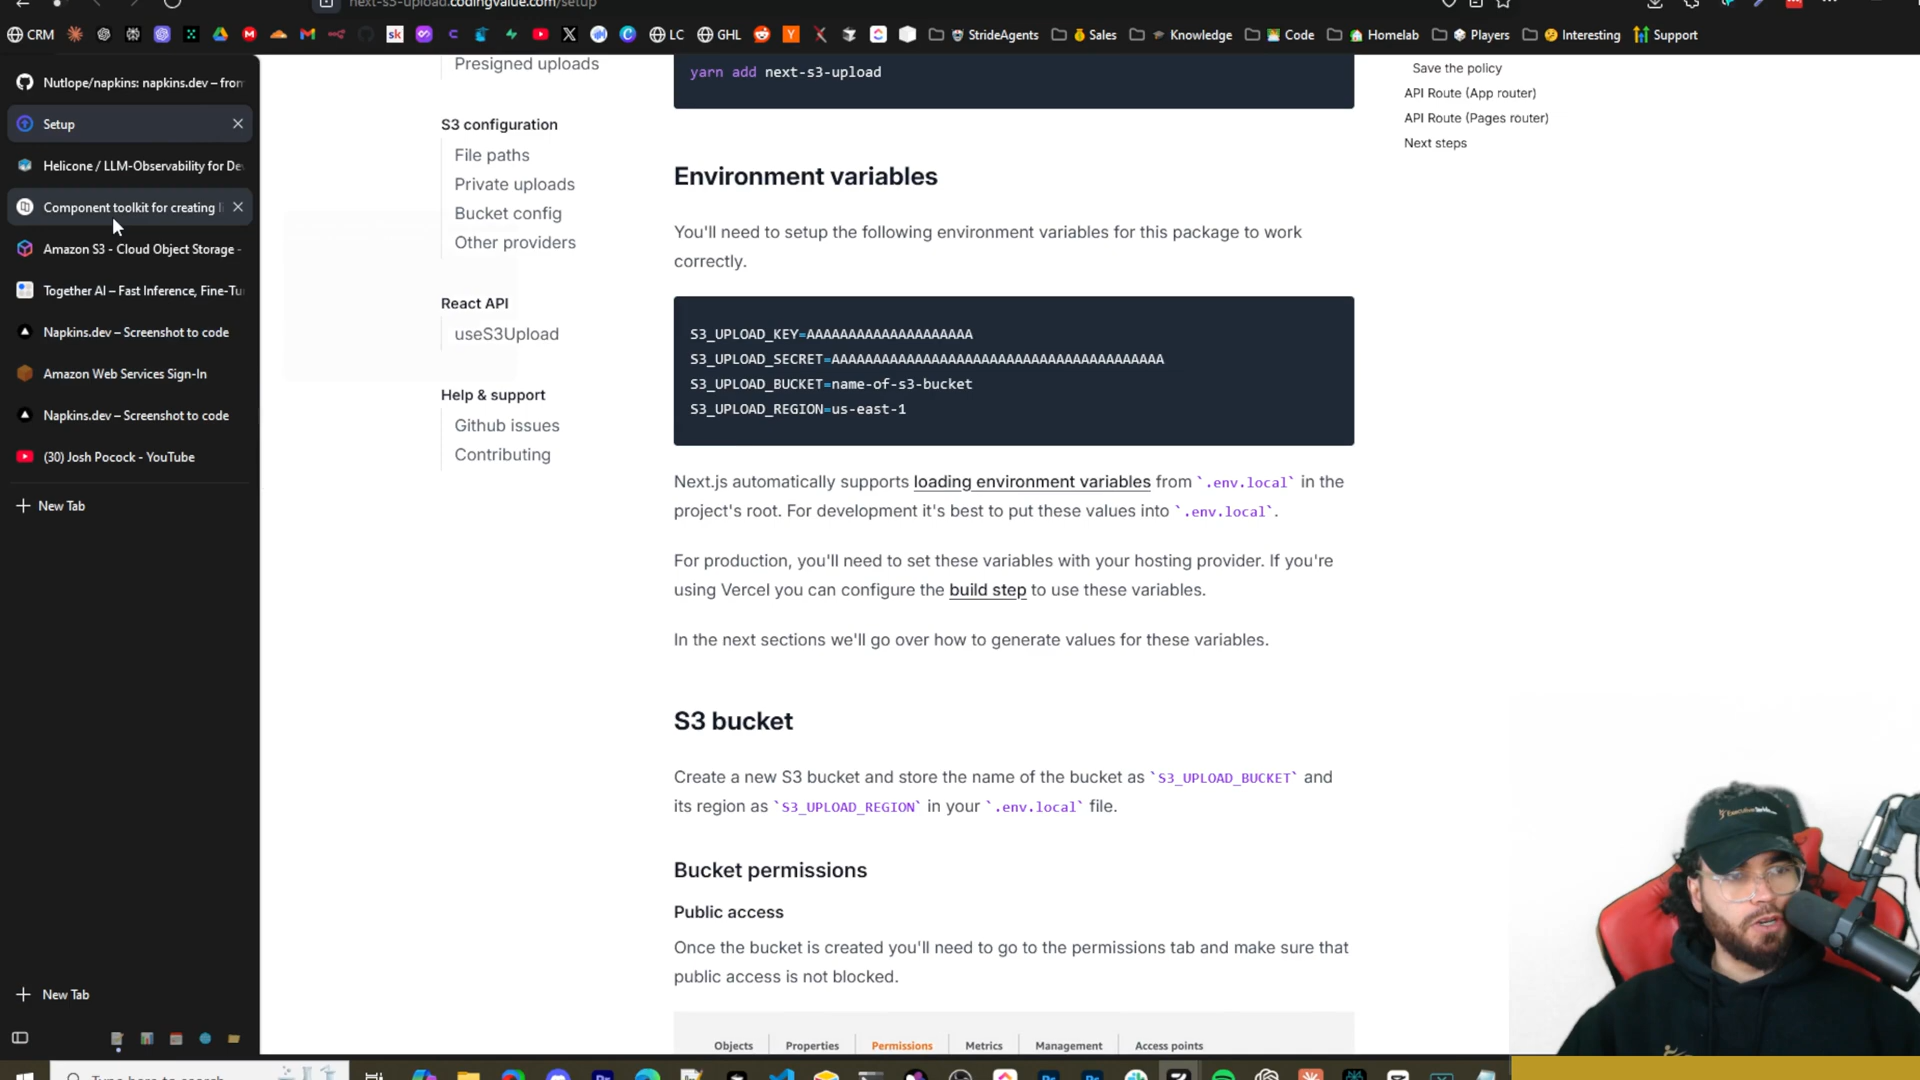 next-s3-upload.codingvalue.com/setup
CRM
sk
LC
GHL
StrideAgents
Sales
Knowledge
Code
Homelab
Players
Interesting
Support
Nutlope/napkins: napkins.dev – from
Setup
Helicone / LLM-Observability for De
Component toolkit for creating li
Amazon S3 - Cloud Object Storage -
Together AI – Fast Inference, Fine-Tu
Napkins.dev – Screenshot to code
Amazon Web Services Sign-In
Napkins.dev – Screenshot to code
(30) Josh Pocock - YouTube
New Tab
New Tab
Presigned uploads
S3 configuration
File paths
Private uploads
Bucket config
Other providers
React API
useS3Upload
Help & support
Github issues
Contributing
yarn add next-s3-upload
Environment variables
You'll need to setup the following environment variables for this package to work
correctly.
S3_UPLOAD_KEY=AAAAAAAAAAAAAAAAAAAA
S3_UPLOAD_SECRET=AAAAAAAAAAAAAAAAAAAAAAAAAAAAAAAAAAAAAAAA
S3_UPLOAD_BUCKET=name-of-s3-bucket
S3_UPLOAD_REGION=us-east-1
Next.js automatically supports loading environment variables from `.env.local` in the
project's root. For development it's best to put these values into `.env.local`.
For production, you'll need to set these variables with your hosting provider. If you're
using Vercel you can configure the build step to use these variables.
In the next sections we'll go over how to generate values for these variables.
S3 bucket
Create a new S3 bucket and store the name of the bucket as `S3_UPLOAD_BUCKET` and
its region as `S3_UPLOAD_REGION` in your `.env.local` file.
Bucket permissions
Public access
Once the bucket is created you'll need to go to the permissions tab and make sure that
public access is not blocked.
Objects
Properties
Permissions
Metrics
Management
Access points
Save the policy
API Route (App router)
API Route (Pages router)
Next steps
Type here to search